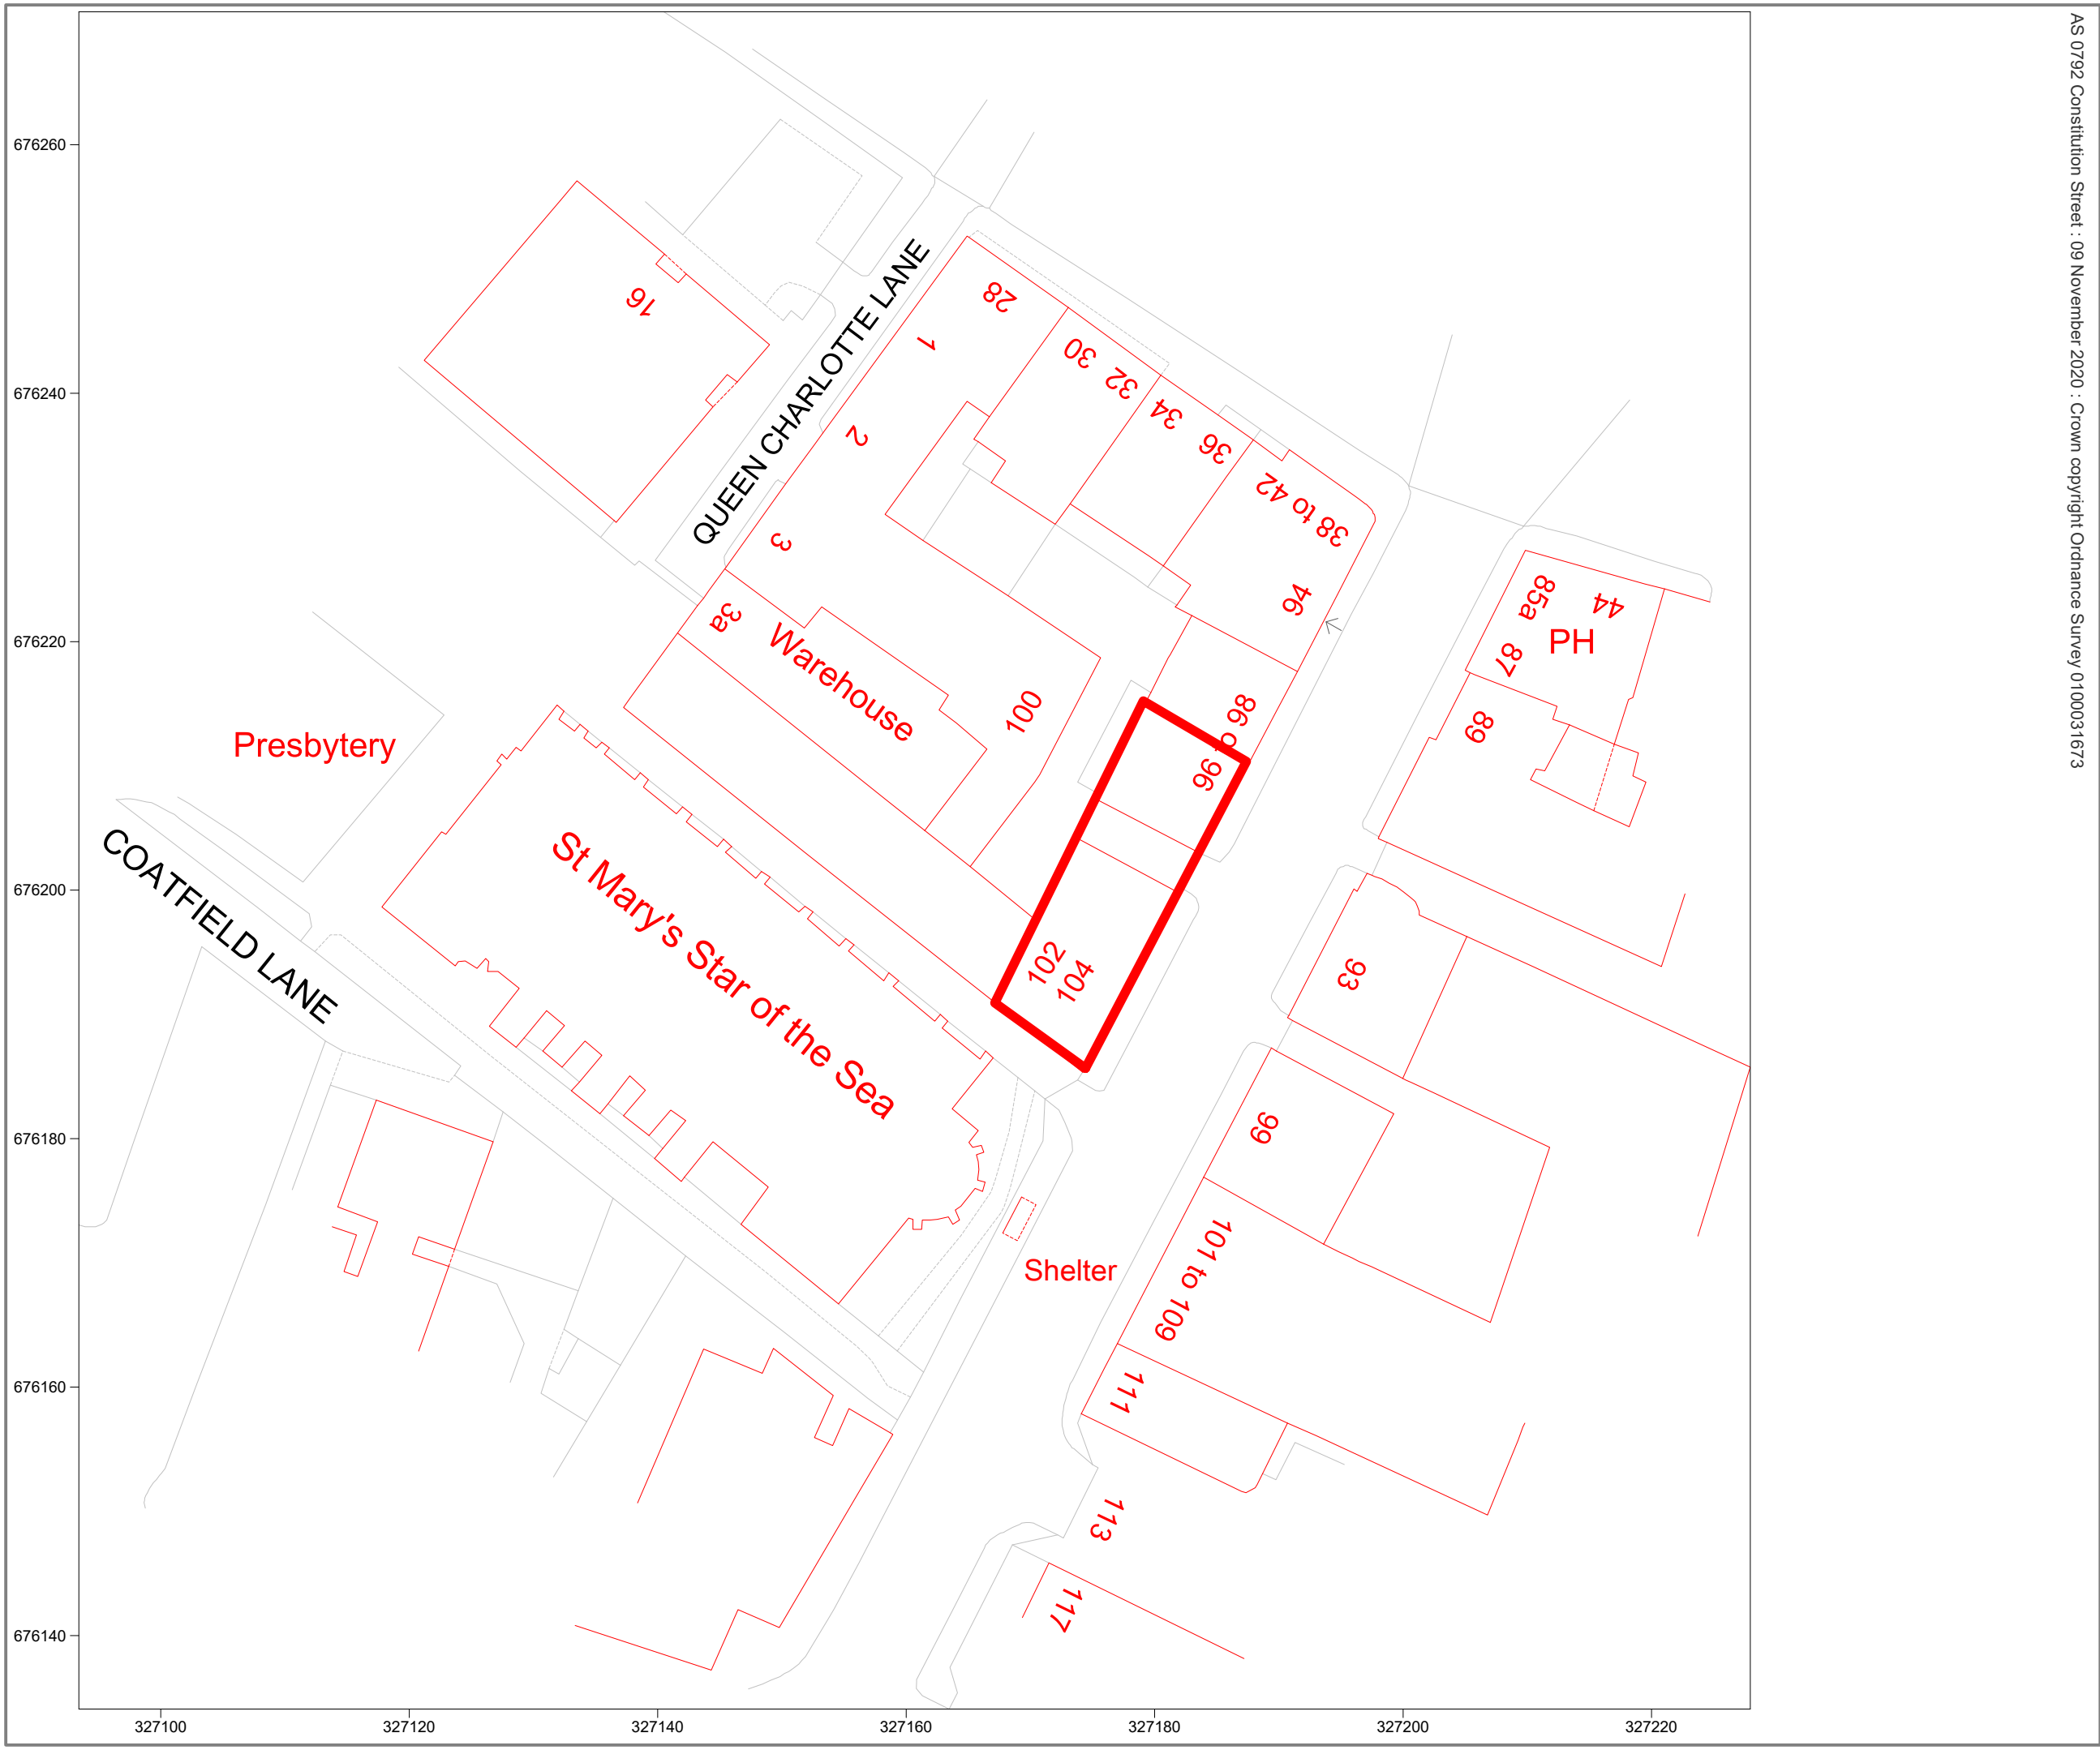 AS 0792 Constitution Street : 09 November 2020 : Crown copyright Ordnance Survey 0100031673
676260
676240
676220
676200
676180
676160
676140
16
QUEEN CHARLOTTE LANE
28
1
30
32
2
34
36
38 to 42
3
46
3a
Warehouse
100
86 to 96
85a
44
PH
87
89
Presbytery
COATFIELD LANE
St Mary's Star of the Sea
102
104
93
99
Shelter
101 to 109
111
113
117
327100
327120
327140
327160
327180
327200
327220